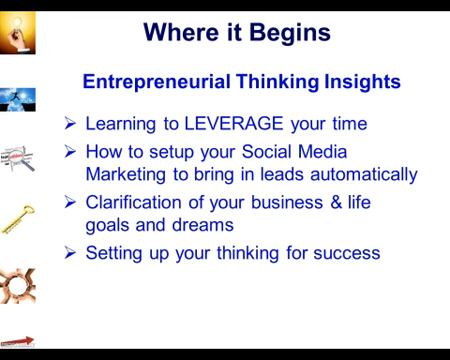 Where it Begins
Entrepreneurial Thinking Insights
Learning to LEVERAGE your time
How to setup your Social Media
Marketing to bring in leads automatically
Clarification of your business & life
goals and dreams
Setting up your thinking for success